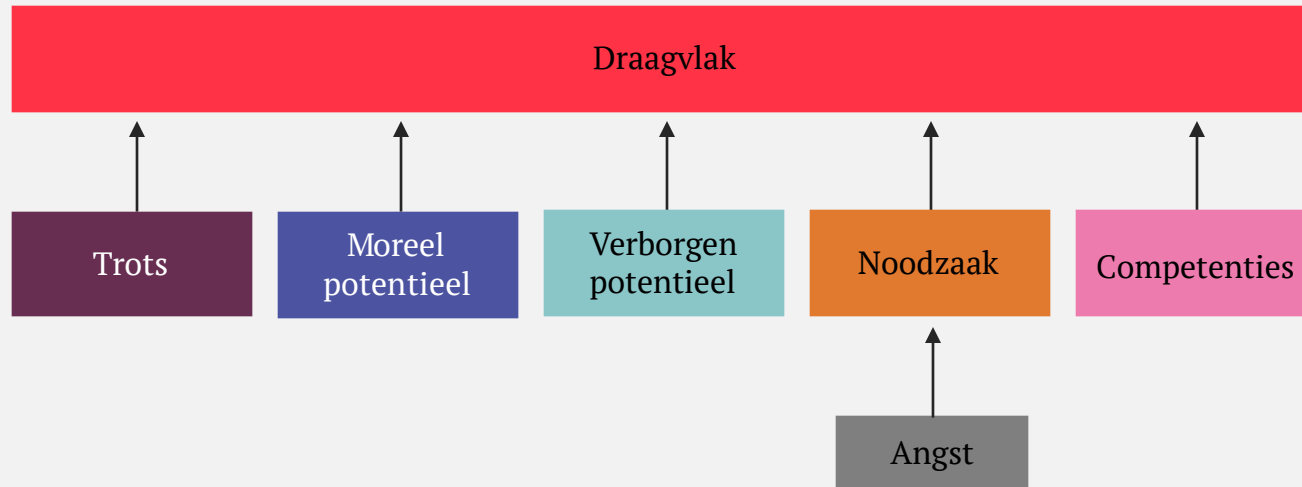 Draagvlak
Trots
Moreel
potentieel
Verborgen
potentieel
Noodzaak
Competenties
Angst